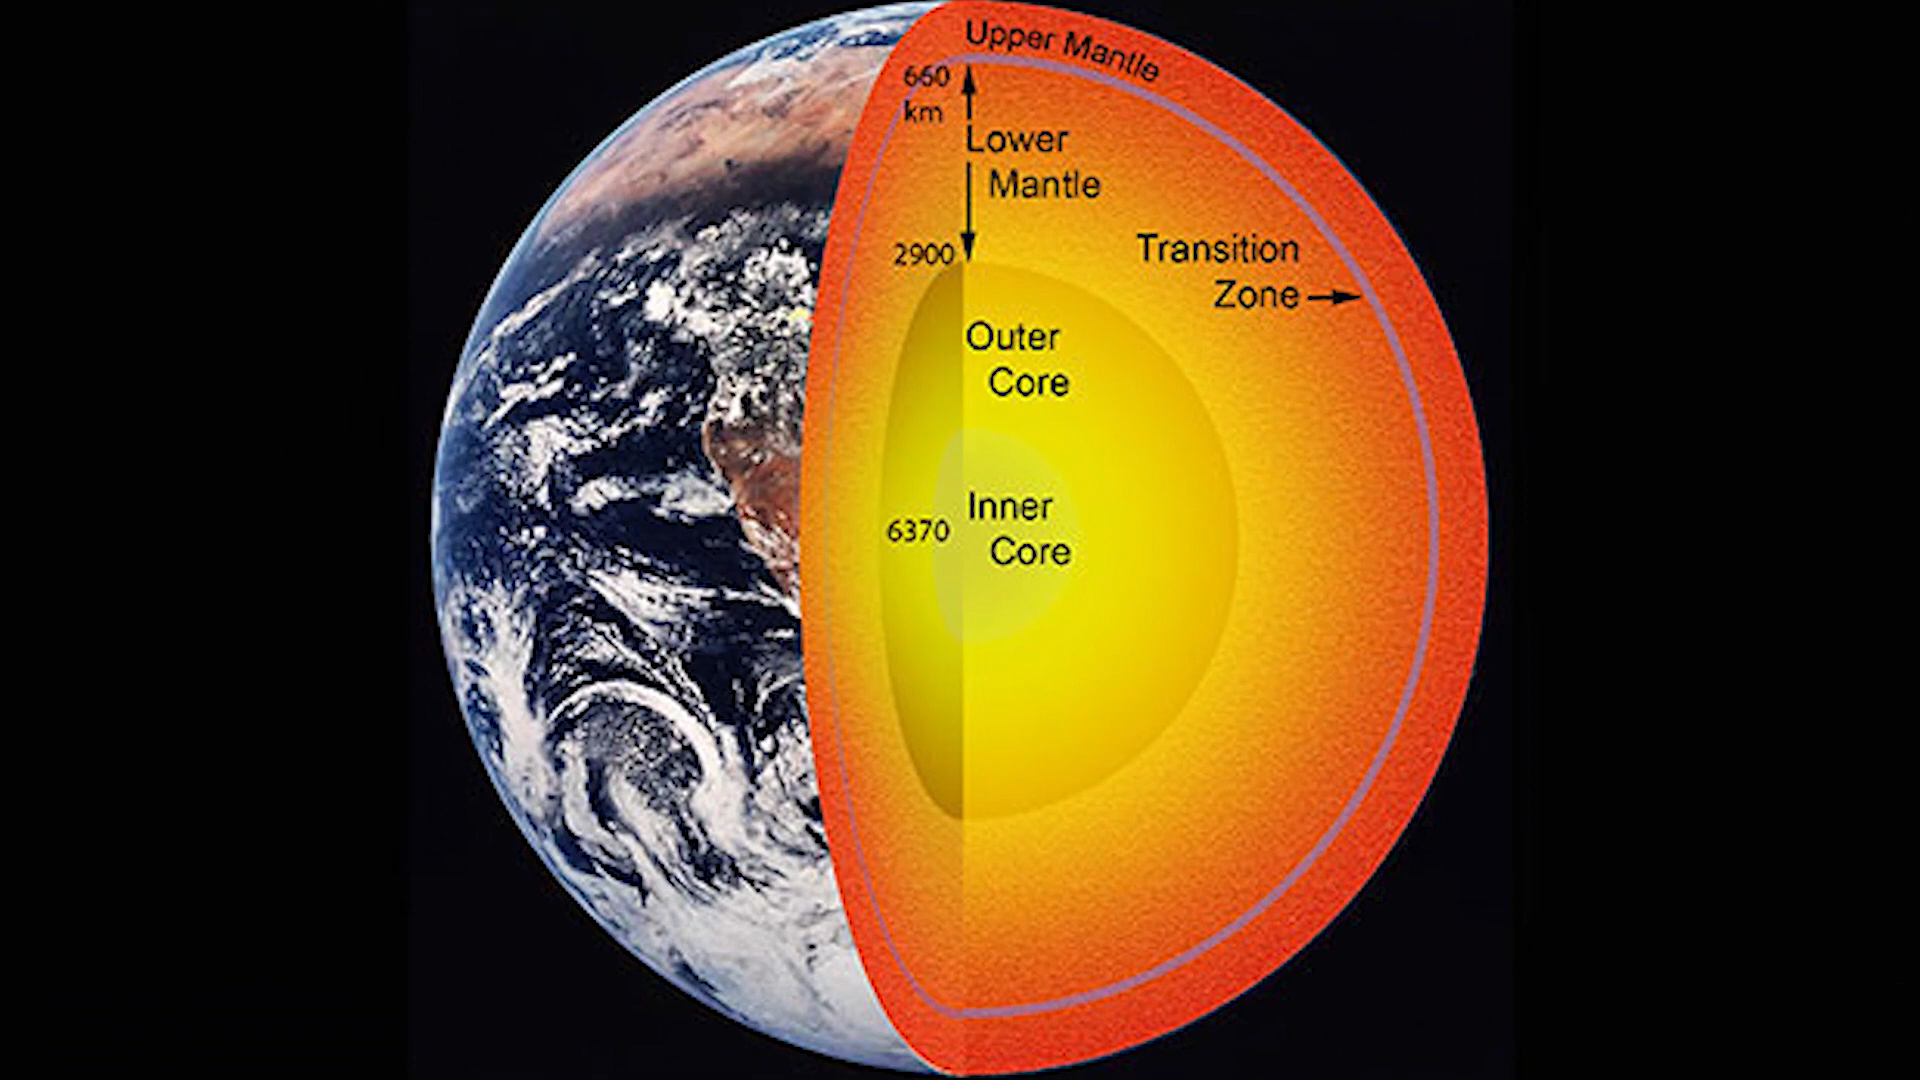 Upper Mantle
660
km
Lower
Mantle
2900
Transition
Zone
Outer
Core
6370
Inner
Core